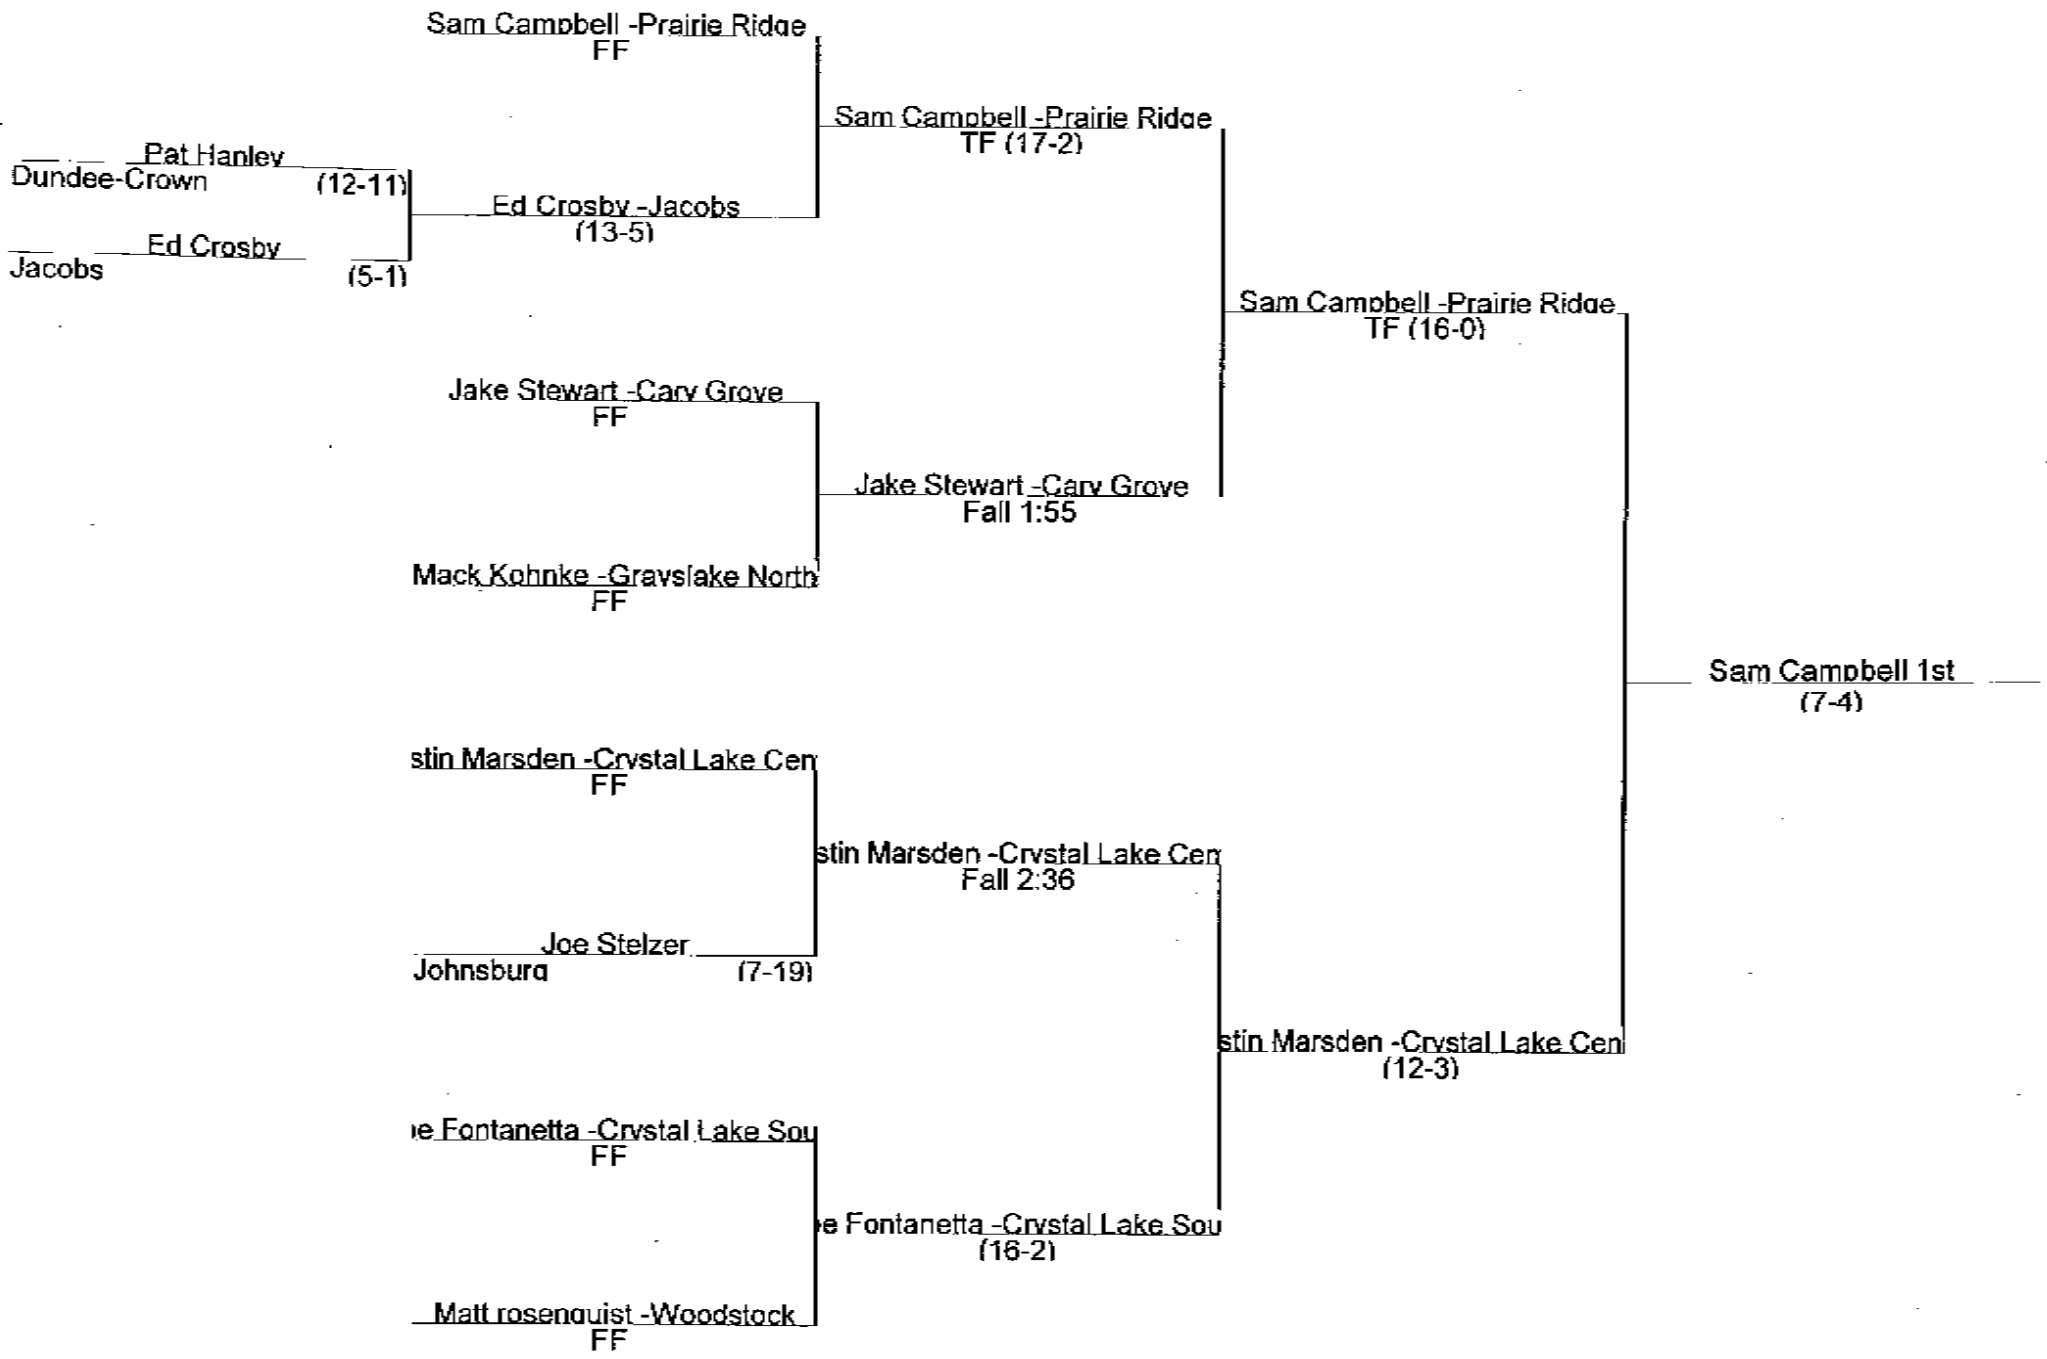 Sam Campbell -Prairie Ridge
FF
Sam Campbell -Prairie Ridge
TF (17-2)
Pat Hanley
Dundee-Crown (12-11)
Ed Crosby -Jacobs
(13-5)
Ed Crosby
Jacobs (5-1)
Sam Campbell -Prairie Ridge
TF (16-0)
Jake Stewart -Cary Grove
FF
Jake Stewart -Cary Grove
Fall 1:55
Mack Kohnke -Grayslake North
FF
Sam Campbell 1st
(7-4)
stin Marsden -Crystal Lake Cen
FF
stin Marsden -Crystal Lake Cen
Fall 2:36
Joe Stelzer
Johnsburg (7-19)
stin Marsden -Crystal Lake Cen
(12-3)
e Fontanetta -Crystal Lake Sou
FF
e Fontanetta -Crystal Lake Sou
(16-2)
Matt rosenquist -Woodstock
FF